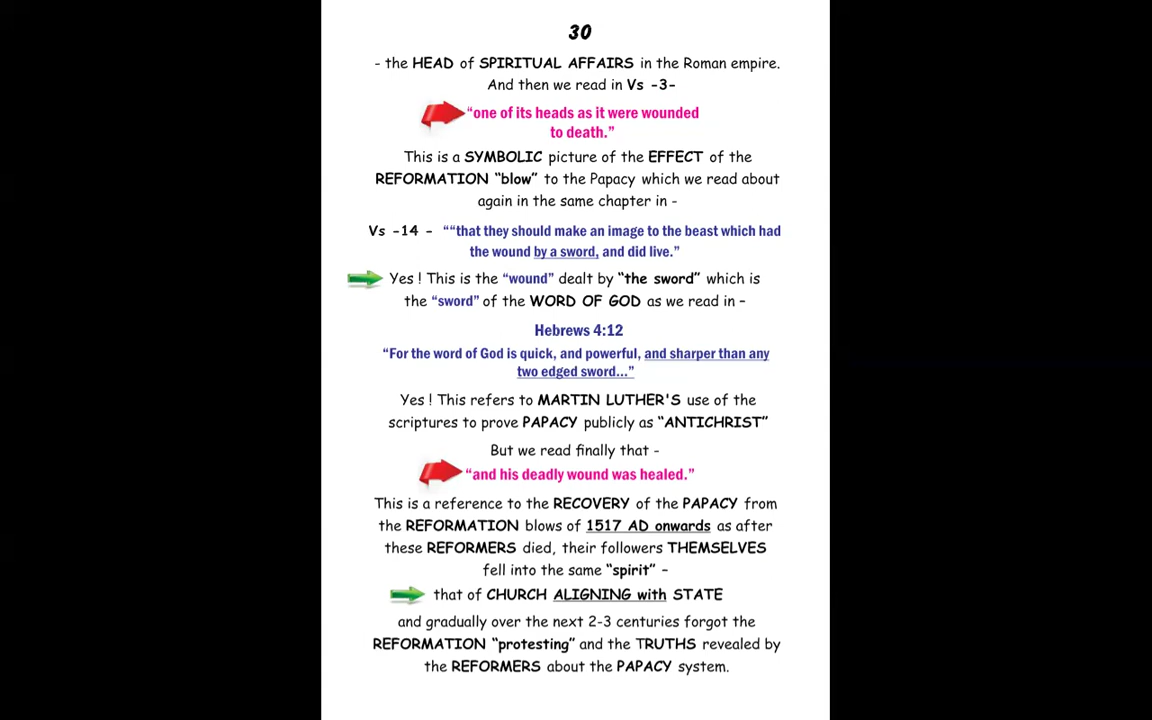 30
- the HEAD of SPIRITUAL AFFAIRS in the Roman empire.
And then we read in Vs -3-
“one of its heads as it were wounded
to death.”
This is a SYMBOLIC picture of the EFFECT of the
REFORMATION “blow” to the Papacy which we read about
again in the same chapter in -
Vs -14 - ““that they should make an image to the beast which had
the wound by a sword, and did live.”
Yes ! This is the “wound” dealt by “the sword” which is
the “sword” of the WORD OF GOD as we read in –
Hebrews 4:12
“For the word of God is quick, and powerful, and sharper than any
two edged sword...”
Yes ! This refers to MARTIN LUTHER'S use of the
scriptures to prove PAPACY publicly as “ANTICHRIST”
But we read finally that -
“and his deadly wound was healed.”
This is a reference to the RECOVERY of the PAPACY from
the REFORMATION blows of 1517 AD onwards as after
these REFORMERS died, their followers THEMSELVES
fell into the same “spirit” –
that of CHURCH ALIGNING with STATE
and gradually over the next 2-3 centuries forgot the
REFORMATION “protesting” and the TRUTHS revealed by
the REFORMERS about the PAPACY system.